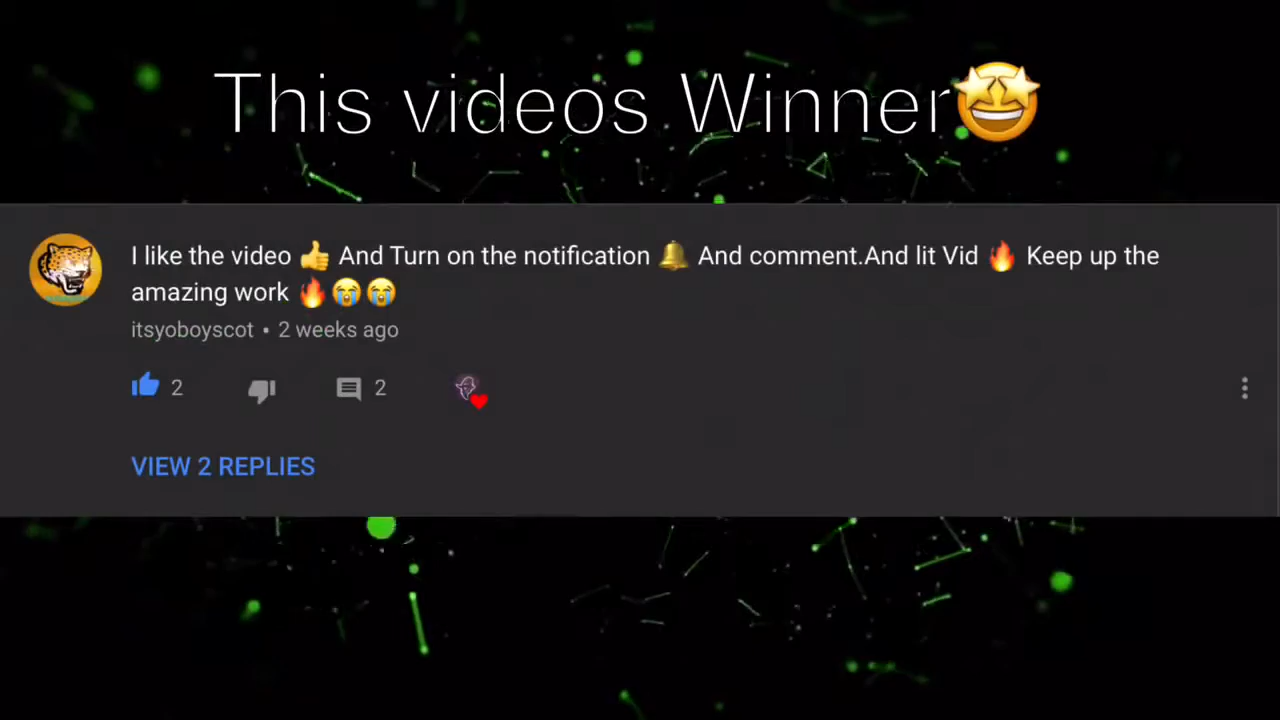 This videos Winner🤩
I like the video 👍 And Turn on the notification 🔔 And comment.And lit Vid 🔥 Keep up the
amazing work 🔥😭😭
itsyoboyscot • 2 weeks ago
2 2
VIEW 2 REPLIES